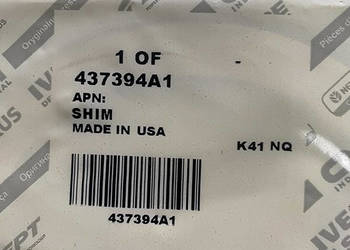 1 OF
437394A1
APN:
SHIM
MADE IN USA
K41 NQ
437394A1